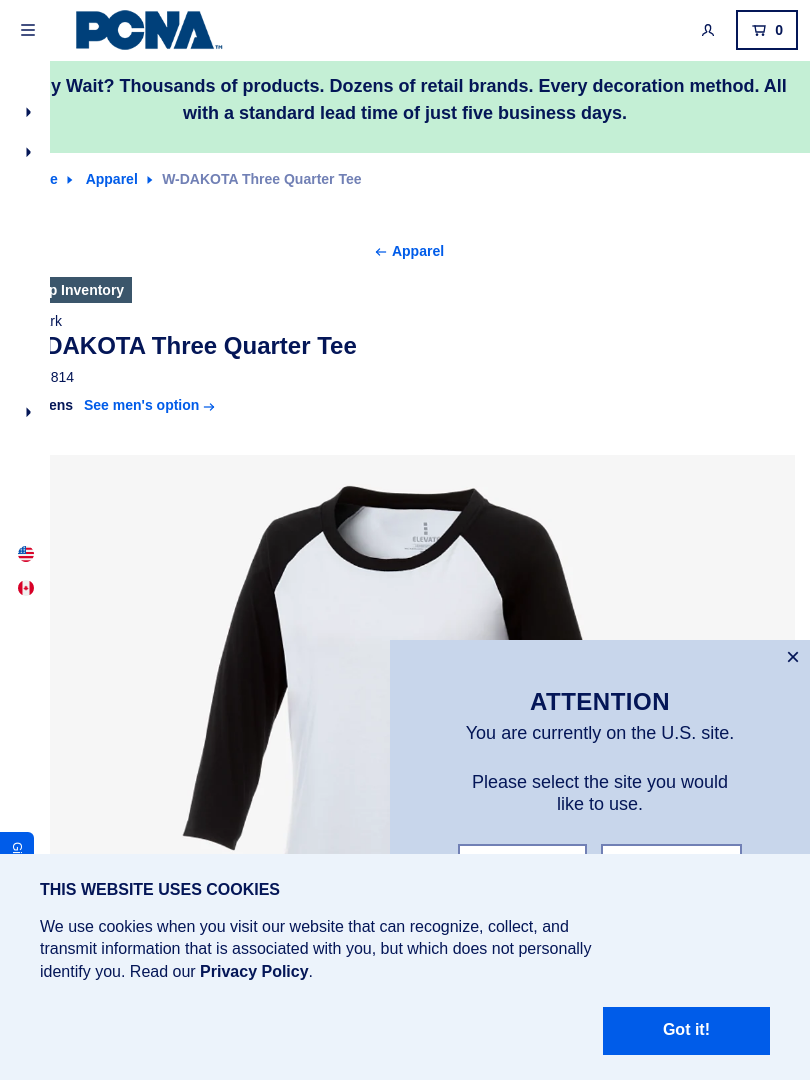 PCNA
TM
0
y Wait? Thousands of products. Dozens of retail brands. Every decoration method. All
with a standard lead time of just five business days.
e Apparel W-DAKOTA Three Quarter Tee
Apparel
p Inventory
rk
DAKOTA Three Quarter Tee
814
ens See men's option
ELEVATE
ATTENTION
You are currently on the U.S. site.
Please select the site you would
like to use.
THIS WEBSITE USES COOKIES
We use cookies when you visit our website that can recognize, collect, and
transmit information that is associated with you, but which does not personally
identify you. Read our Privacy Policy.
Got it!